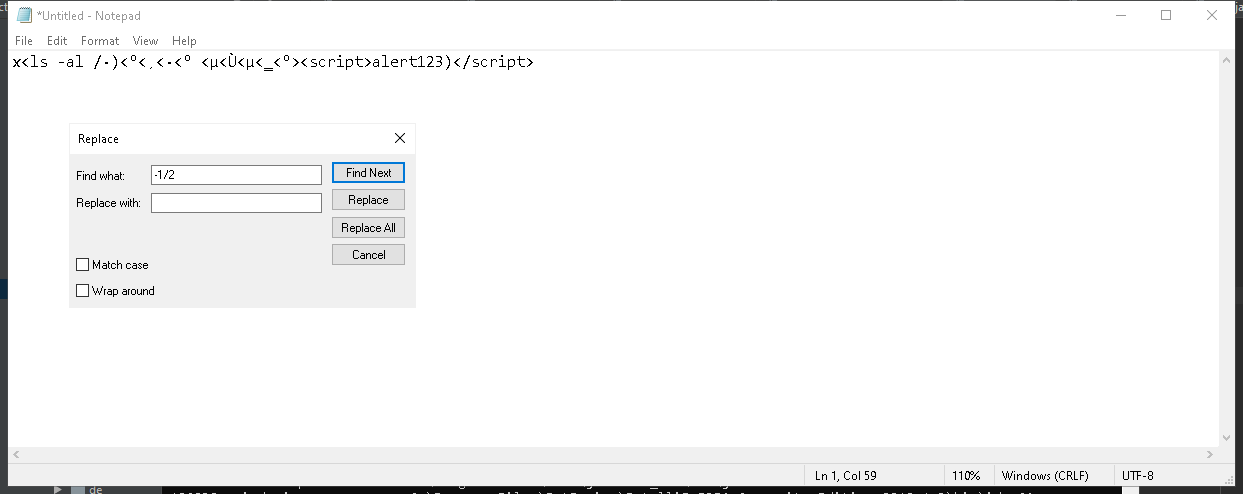 *Untitled - Notepad
File Edit Format View Help
x<ls -al /-)<º<¸<-<º <µ<Ù<µ<‗<º><script>alert123)</script>
Replace
Find what: -1/2 Find Next
Replace with: Replace
Replace All
Cancel
Match case
Wrap around
Ln 1, Col 59 110% Windows (CRLF) UTF-8
de